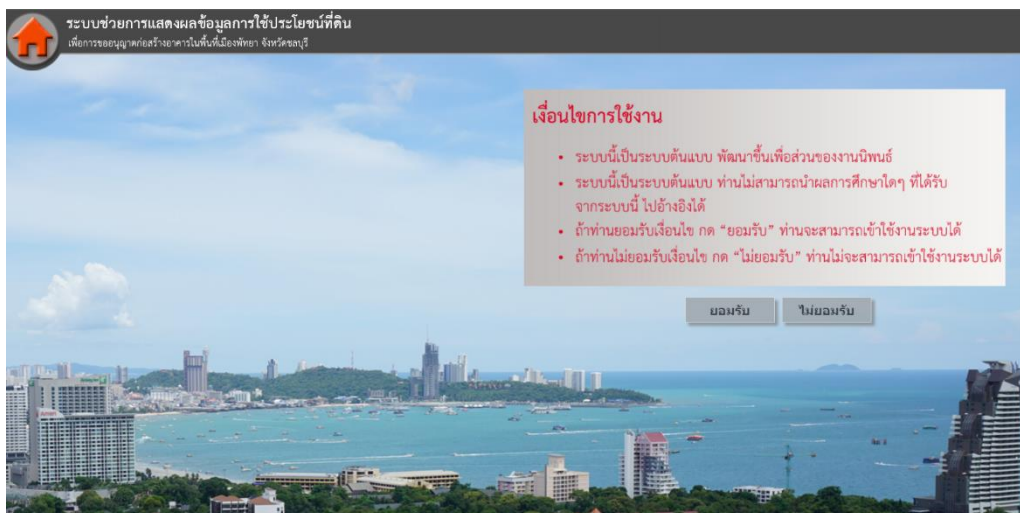 ระบบช่วยการแสดงผลข้อมูลการใช้ประโยชน์ที่ดิน
เพื่อการขออนุญาตก่อสร้างอาคารในพื้นที่เมืองพัทยา จังหวัดชลบุรี
เงื่อนไขการใช้งาน
• ระบบนี้เป็นระบบต้นแบบ พัฒนาขึ้นเพื่อส่วนของงานนิพนธ์
• ระบบนี้เป็นระบบต้นแบบ ท่านไม่สามารถนำผลการศึกษาใดๆ ที่ได้รับ
จากระบบนี้ ไปอ้างอิงได้
• ถ้าท่านยอมรับเงื่อนไข กด “ยอมรับ” ท่านจะสามารถเข้าใช้งานระบบได้
• ถ้าท่านไม่ยอมรับเงื่อนไข กด “ไม่ยอมรับ” ท่านไม่จะสามารถเข้าใช้งานระบบได้
ยอมรับ ไม่ยอมรับ